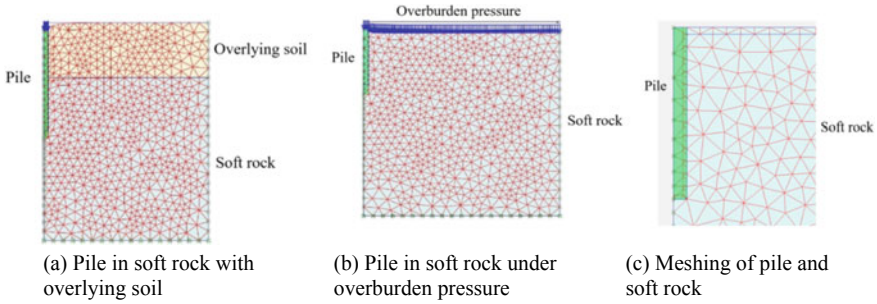 Overburden pressure
Overlying soil
Pile
Soft rock
Pile
Soft rock
Pile
Soft rock
(a) Pile in soft rock with
overlying soil
(b) Pile in soft rock under
overburden pressure
(c) Meshing of pile and
soft rock